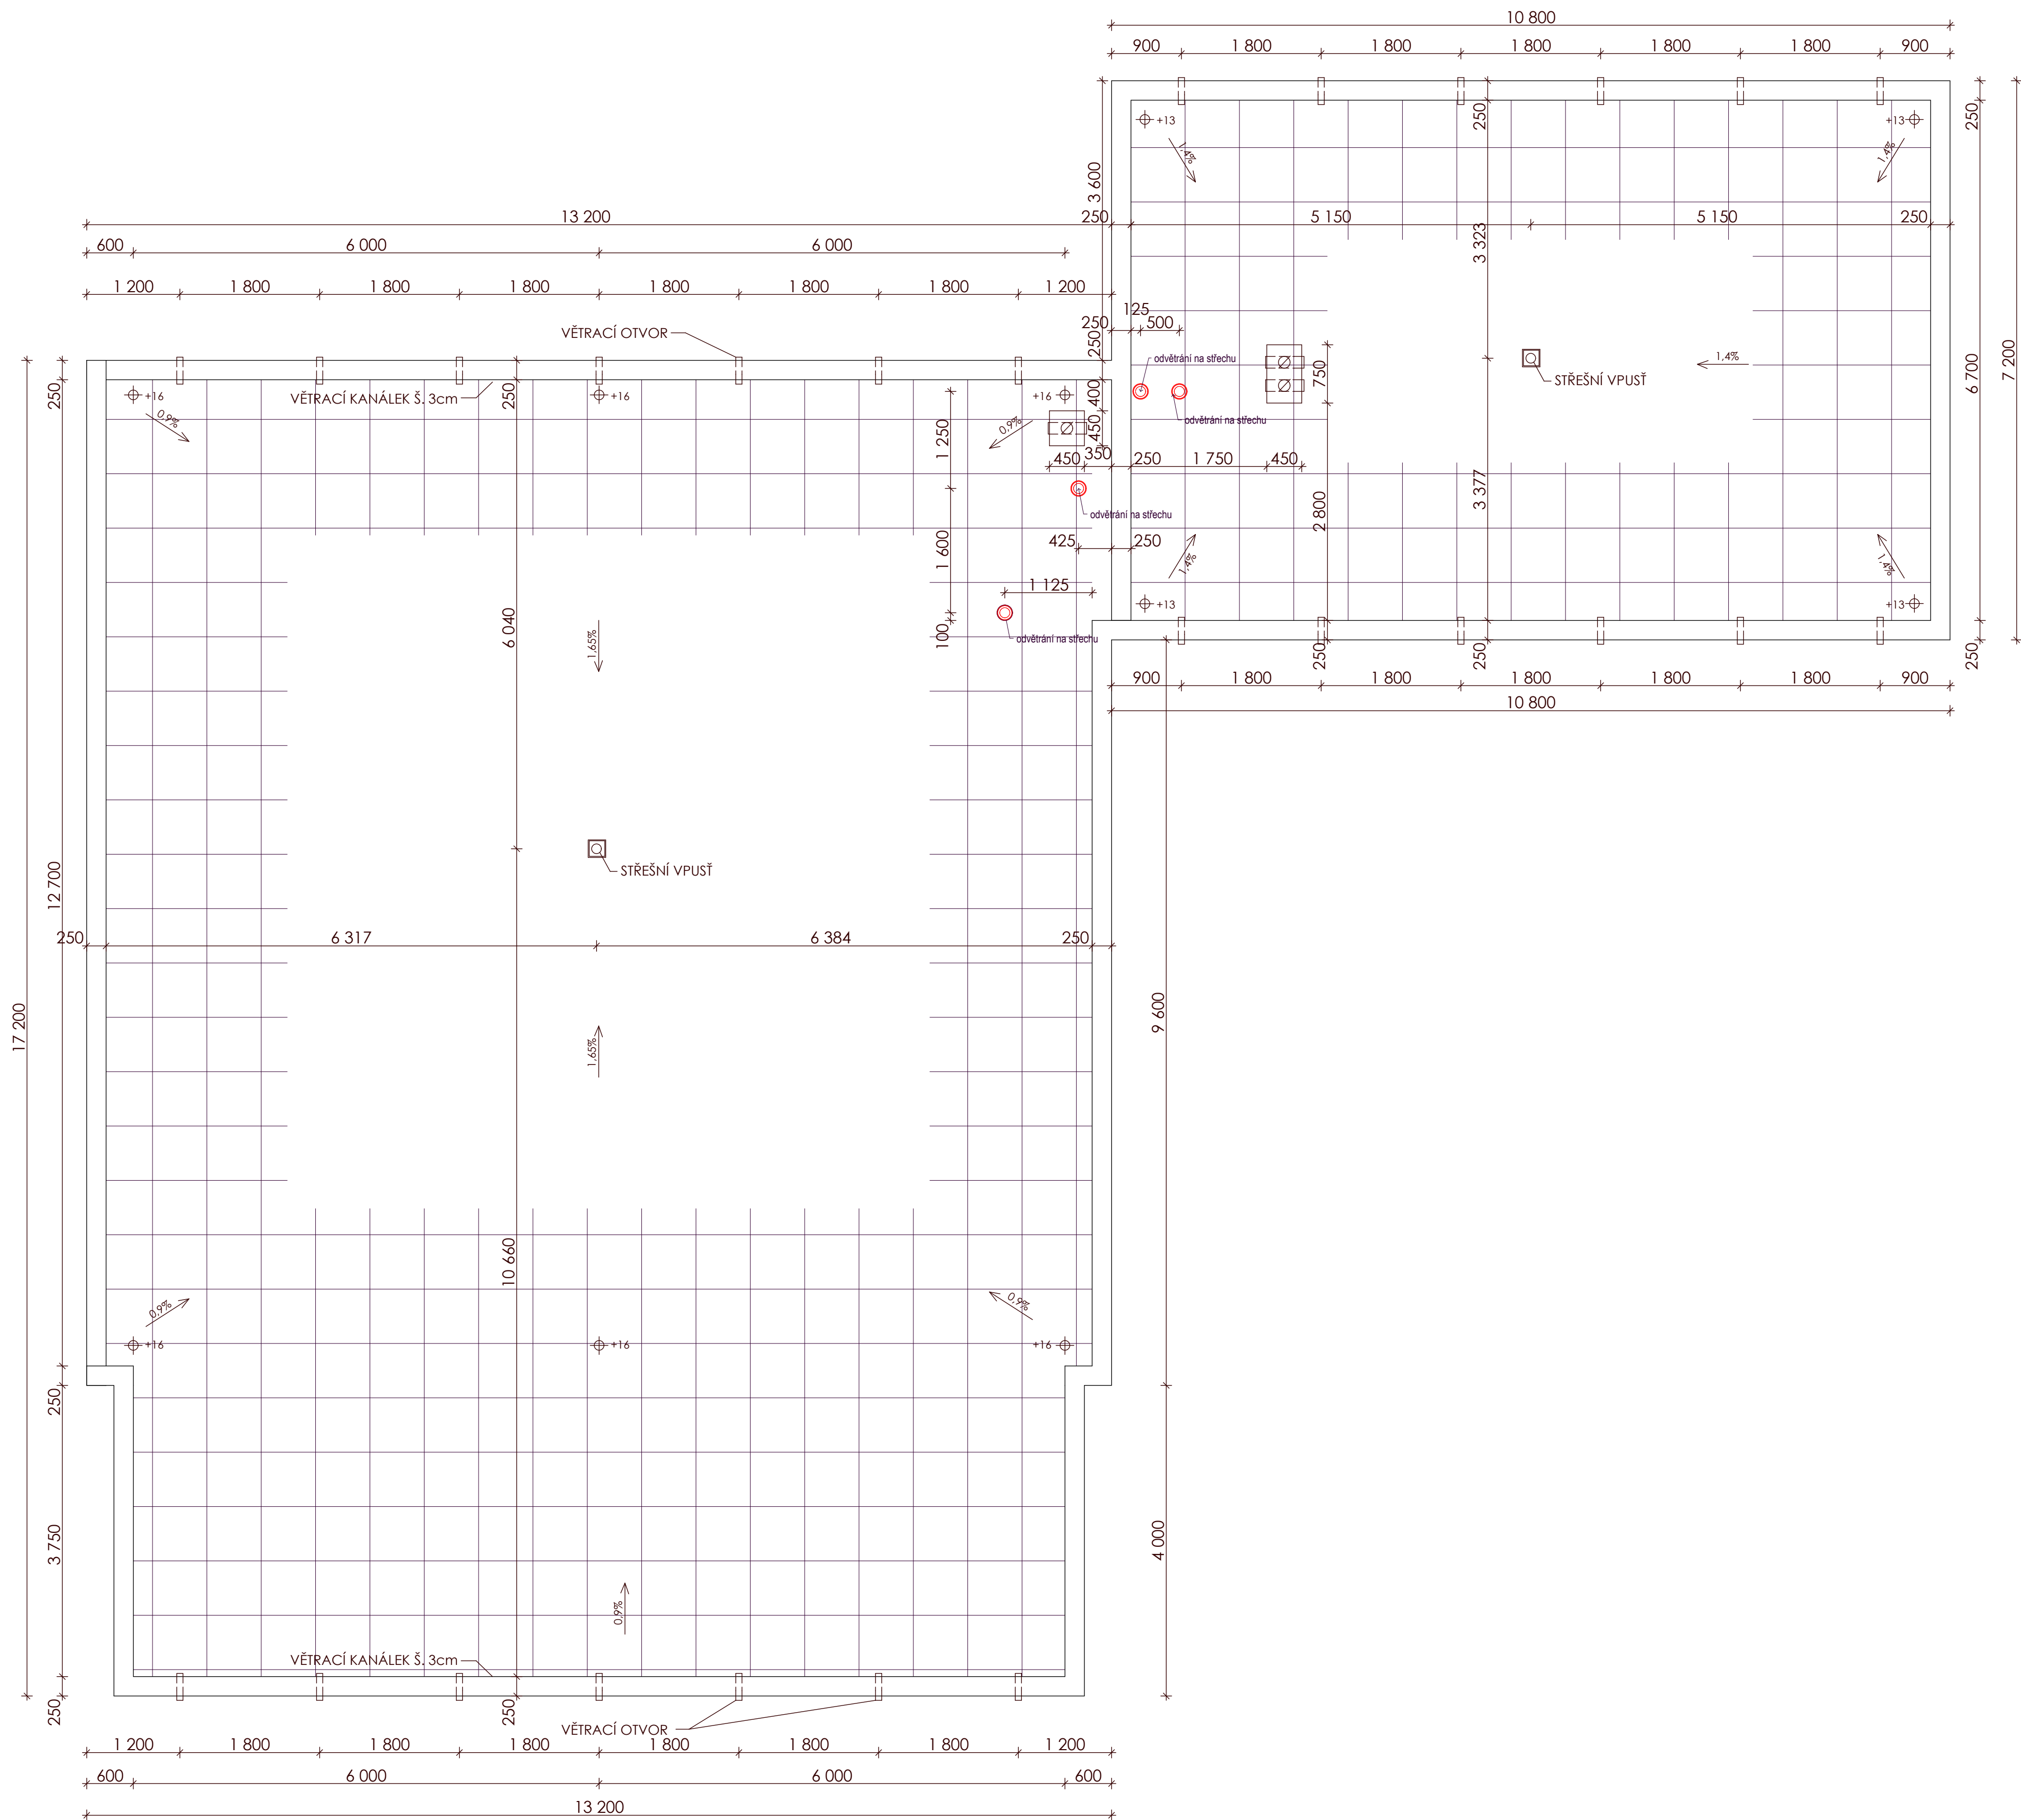 10 800
900 1 800 1 800 1 800 1 800 1 800 900
250 250
+13 +13
1,4% 1,4%
3 600
13 200 250 5 150 5 150 250
600 6 000 6 000
3 323
1 200 1 800 1 800 1 800 1 800 1 800 1 800 1 200
125
250 500
VĚTRACÍ OTVOR
250
odvětrání na střechu
1,4%
750
7 200
6 700
STŘEŠNÍ VPUSŤ
VĚTRACÍ KANÁLEK Š. 3cm
250 250
+16 +16 +16
400
0,9% 0,9%
odvětrání na střechu
450
1 250
450 350 250 1 750 450
3 377
2 800
odvětrání na střechu
1 600
425 250
1,4% 1,4%
1 125
+13 +13
6 040
100
odvětrání na střechu
1,65%
250 250 250
900 1 800 1 800 1 800 1 800 1 800 900
10 800
STŘEŠNÍ VPUSŤ
12 700
250 6 317 6 384 250
9 600
17 200
1,65%
10 660
0,9% 0,9%
+16 +16 +16
250
3 750
4 000
0,9%
VĚTRACÍ KANÁLEK Š. 3cm
250 250
VĚTRACÍ OTVOR
1 200 1 800 1 800 1 800 1 800 1 800 1 800 1 200
600 6 000 6 000 600
13 200